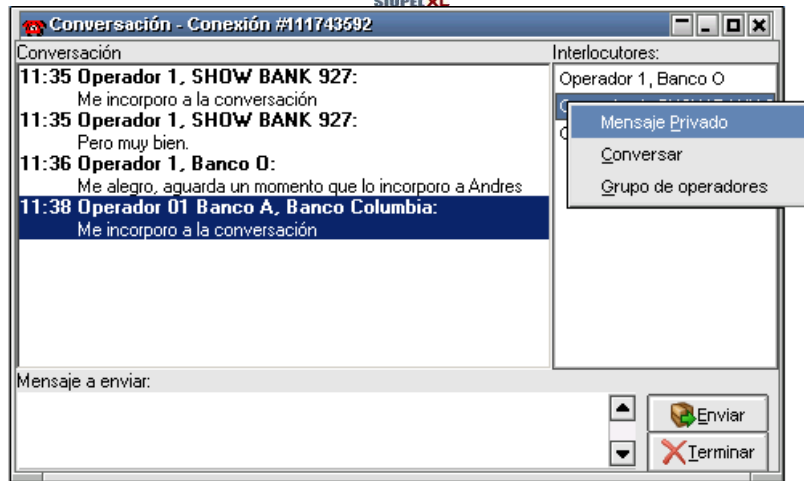 SIOPEL XL
Conversación - Conexión #111743592
Conversación
Interlocutores:
11:35 Operador 1, SHOW BANK 927:
Me incorporo a la conversación
11:35 Operador 1, SHOW BANK 927:
Pero muy bien.
11:36 Operador 1, Banco O:
Me alegro, aguarda un momento que lo incorporo a Andres
11:38 Operador 01 Banco A, Banco Columbia:
Me incorporo a la conversación
Operador 1, Banco O
Mensaje Privado
Conversar
Grupo de operadores
Mensaje a enviar:
Enviar
Terminar